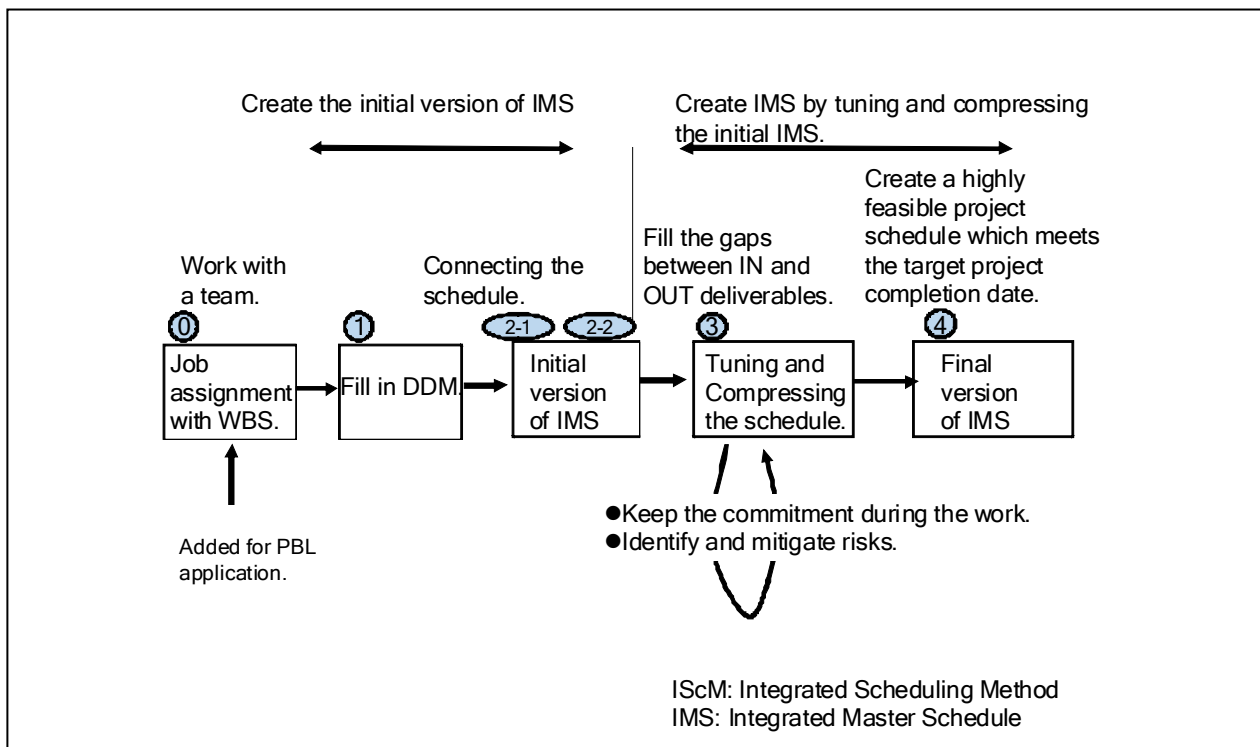 Create the initial version of IMS
Create IMS by tuning and compressing
the initial IMS.
Create a highly
feasible project
schedule which meets
the target project
completion date.
Fill the gaps
between IN and
OUT deliverables.
Work with
a team.
Connecting the
schedule.
0
1
2-1
2-2
3
4
Job
assignment
with WBS.
Fill in DDM.
Initial
version
of IMS
Tuning and
Compressing
the schedule.
Final
version
of IMS
●Keep the commitment during the work.
●Identify and mitigate risks.
Added for PBL
application.
IScM: Integrated Scheduling Method
IMS: Integrated Master Schedule